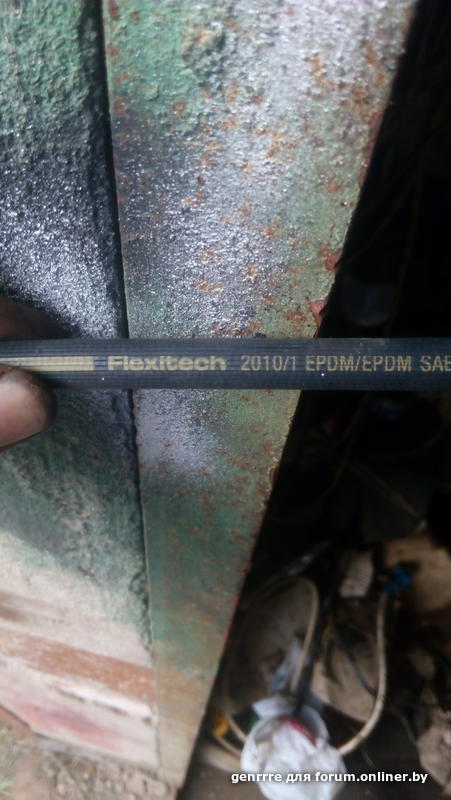 Flexitech 2010/1 EPDM/EPDM SAE
genrrre для forum.onliner.by